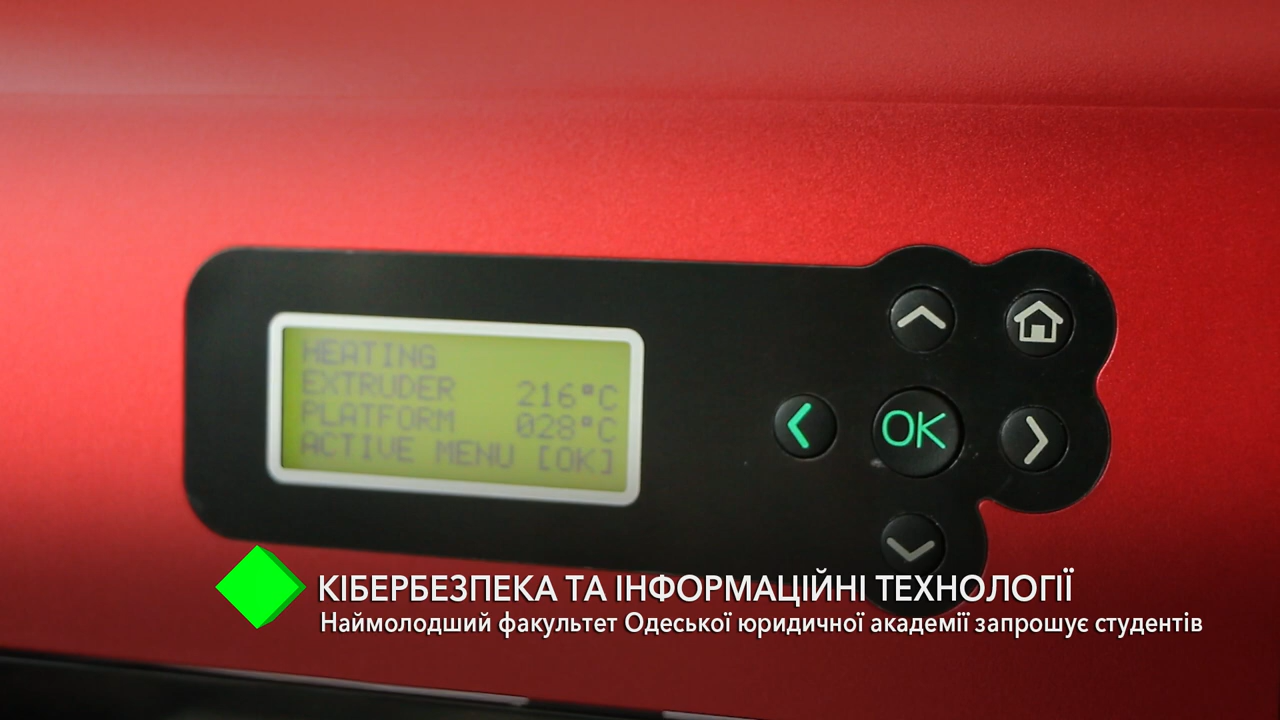 HEATING
EXTRUDER 216°C
PLATFORM 028°C
ACTIVE MENU [OK]
OK
КІБЕРБЕЗПЕКА ТА ІНФОРМАЦІЙНІ ТЕХНОЛОГІЇ
Наймолодший факультет Одеської юридичної академії запрошує студентів